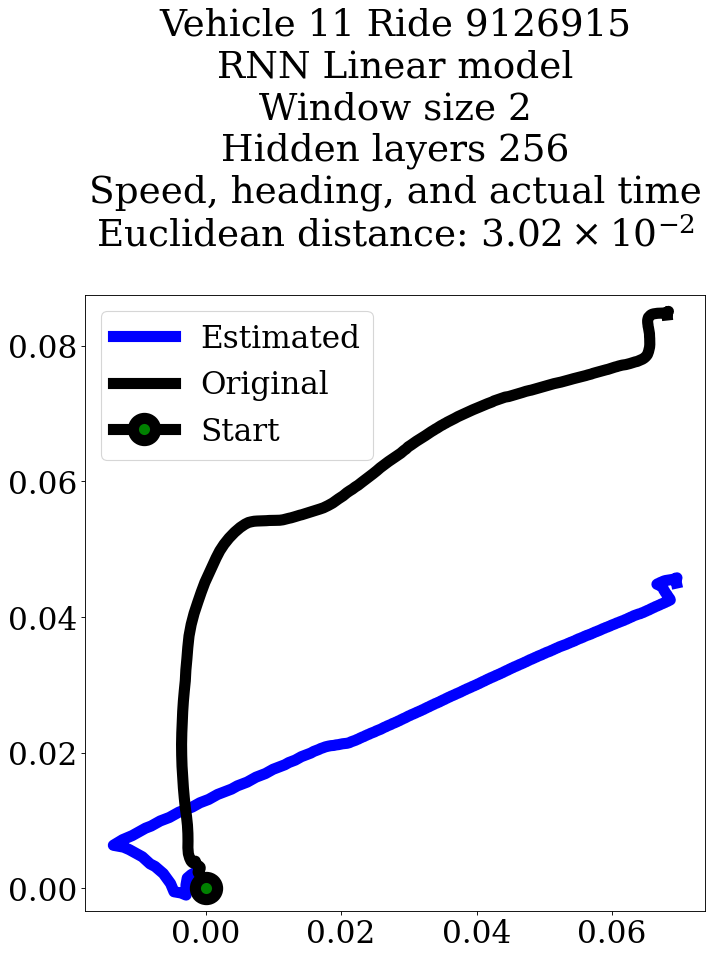 Vehicle 11 Ride 9126915
RNN Linear model
Window size 2
Hidden layers 256
Speed, heading, and actual time
Euclidean distance: 3.02 × 10⁻²
Estimated
Original
Start
0.08
0.06
0.04
0.02
0.00
0.00 0.02 0.04 0.06